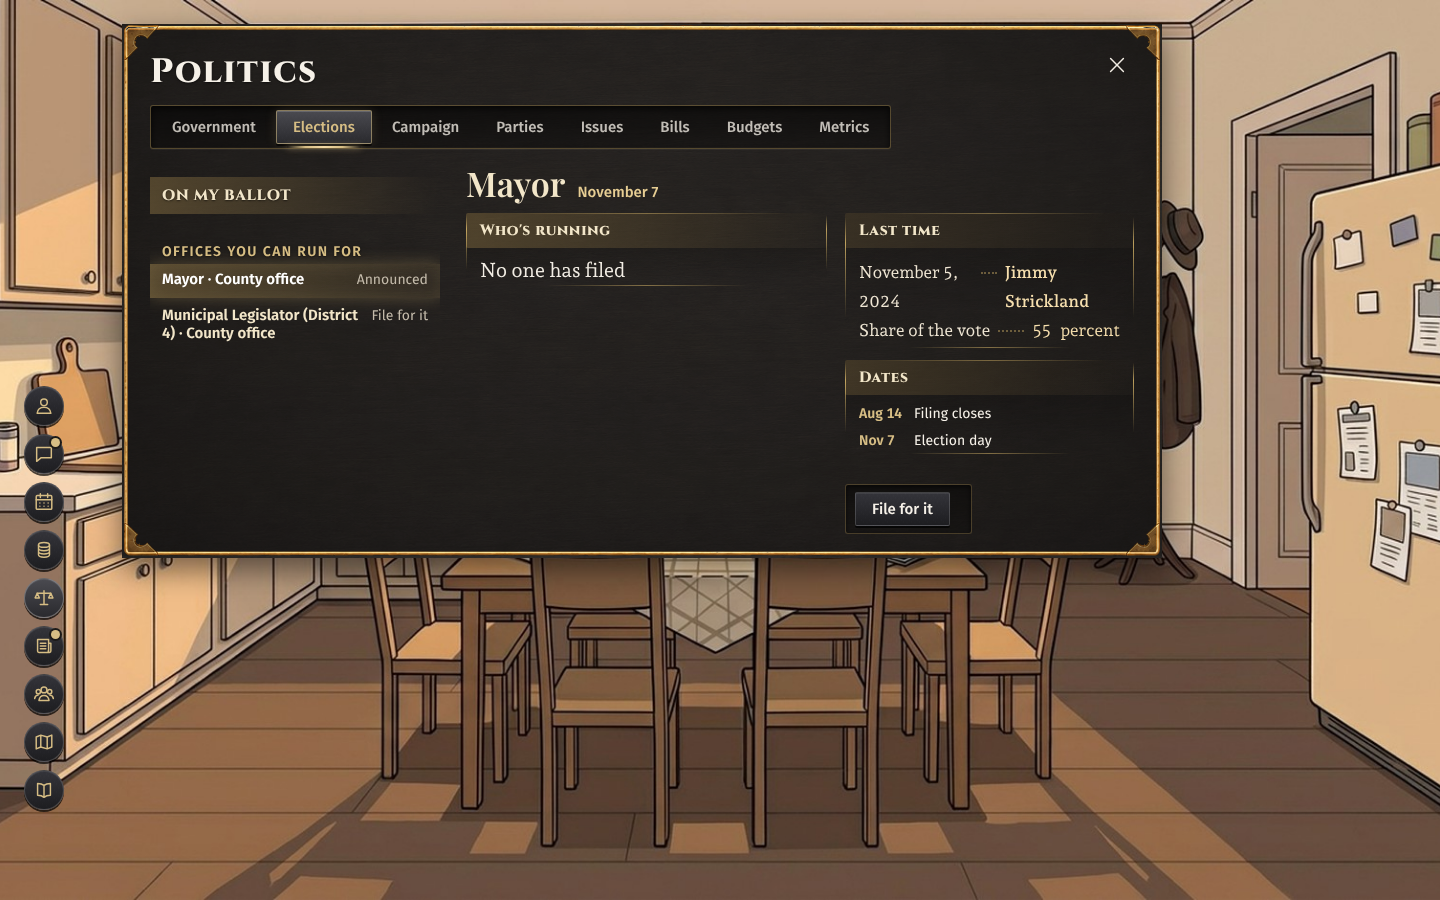 Politics
Government
Elections
Campaign
Parties
Issues
Bills
Budgets
Metrics
On my ballot
OFFICES YOU CAN RUN FOR
Mayor · County office
Announced
Municipal Legislator (District
4) · County office
File for it
Mayor
November 7
Who's running
No one has filed
Last time
November 5,
2024
Jimmy
Strickland
Share of the vote
55 percent
Dates
Aug 14
Filing closes
Nov 7
Election day
File for it